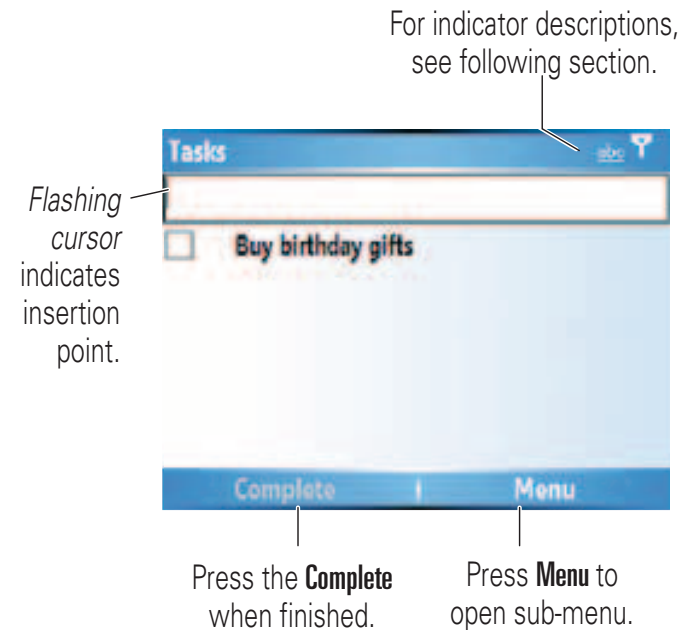 For indicator descriptions,
see following section.
Tasks abc
Flashing
cursor
indicates
insertion
point.
Buy birthday gifts
Complete Menu
Press the Complete
when finished.
Press Menu to
open sub-menu.